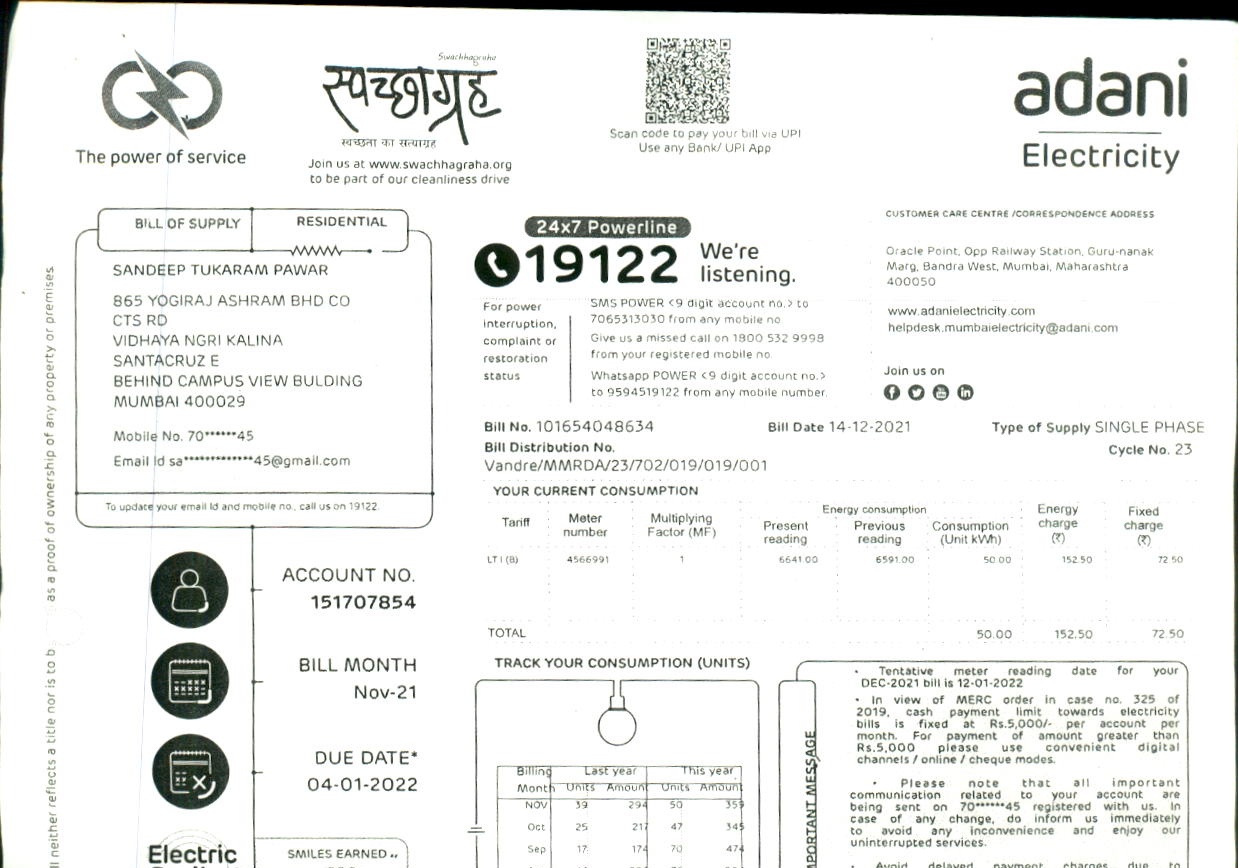 The power of service
Swachhagraha
स्वच्छाग्रह
स्वच्छता का सत्याग्रह
Join us at www.swachhagraha.org
to be part of our cleanliness drive
Scan code to pay your bill via UPI
Use any Bank/ UPI App
adani
Electricity
BILL OF SUPPLY
RESIDENTIAL
SANDEEP TUKARAM PAWAR
865 YOGIRAJ ASHRAM BHD CO
CTS RD
VIDHAYA NGRI KALINA
SANTACRUZ E
BEHIND CAMPUS VIEW BULDING
MUMBAI 400029
Mobile No. 70******45
Email Id sa*************45@gmail.com
To update your email Id and mobile no., call us on 19122.
24x7 Powerline
19122 We're
listening.
For power
interruption,
complaint or
restoration
status
SMS POWER <9 digit account no.> to
7065313030 from any mobile no
Give us a missed call on 1800 532 9998
from your registered mobile no
Whatsapp POWER <9 digit account no.>
to 9594519122 from any mobile number.
CUSTOMER CARE CENTRE /CORRESPONDENCE ADDRESS
Oracle Point, Opp Railway Station, Guru-nanak
Marg, Bandra West, Mumbai, Maharashtra
400050
www.adanielectricity.com
helpdesk.mumbaielectricity@adani.com
Join us on
Bill No. 101654048634 Bill Date 14-12-2021 Type of Supply SINGLE PHASE
Bill Distribution No. Cycle No. 23
Vandre/MMRDA/23/702/019/019/001
YOUR CURRENT CONSUMPTION
Tariff Meter number Multiplying Factor (MF) Energy consumption Present reading Previous reading Consumption (Unit kWh) Energy charge (₹) Fixed charge (₹)
LT I (B) 4566991 1 6641.00 6591.00 50.00 152.50 72.50
TOTAL 50.00 152.50 72.50
ACCOUNT NO.
151707854
BILL MONTH
Nov-21
DUE DATE*
04-01-2022
Electric
SMILES EARNED
TRACK YOUR CONSUMPTION (UNITS)
Billing Last year This year
Month Units Amount Units Amount
NOV 39 294 50 359
Oct 25 217 47 345
Sep 17 174 70 474
IMPORTANT MESSAGE
• Tentative meter reading date for your
DEC-2021 bill is 12-01-2022
• In view of MERC order in case no. 325 of
2019, cash payment limit towards electricity
bills is fixed at Rs.5,000/- per account per
month. For payment of amount greater than
Rs.5,000 please use convenient digital
channels / online / cheque modes.
• Please note that all important
communication related to your account are
being sent on 70******45 registered with us. In
case of any change, do inform us immediately
to avoid any inconvenience and enjoy our
uninterrupted services.
• Avoid delayed payment charges due to
neither reflects a title nor is to b as a proof of ownership of any property or premises.